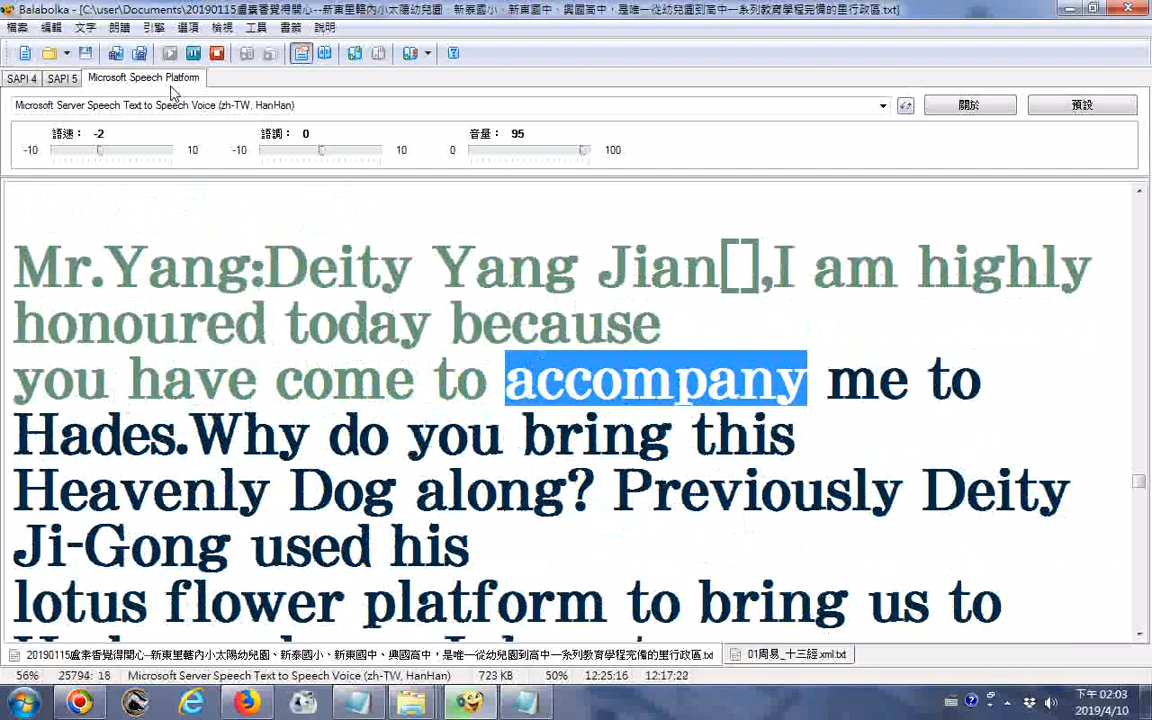 Balabolka - [C:\user\Documents\20190115盧素香覺得開心--新東里轄內小太陽幼兒園、新泰國小、新東國中、興國高中，是唯一從幼兒園到高中一系列教育學程完備的里行政區.txt]
檔案 編輯 文字 朗讀 引擎 選項 檢視 工具 書籤 說明
SAPI 4 SAPI 5 Microsoft Speech Platform
Microsoft Server Speech Text to Speech Voice (zh-TW, HanHan) 關於 預設
語速： -2 語調： 0 音量： 95
-10 10 -10 10 0 100
Mr.Yang:Deity Yang Jian[],I am highly
honoured today because
you have come to accompany me to
Hades.Why do you bring this
Heavenly Dog along? Previously Deity
Ji-Gong used his
lotus flower platform to bring us to
20190115盧素香覺得開心--新東里轄內小太陽幼兒園、新泰國小、新東國中、興國高中，是唯一從幼兒園到高中一系列教育學程完備的里行政區.txt 01周易_十三經.xml.txt
56% 25794: 18 Microsoft Server Speech Text to Speech Voice (zh-TW, HanHan) 723 KB 50% 12:25:16 12:17:22
下午 02:03
2019/4/10